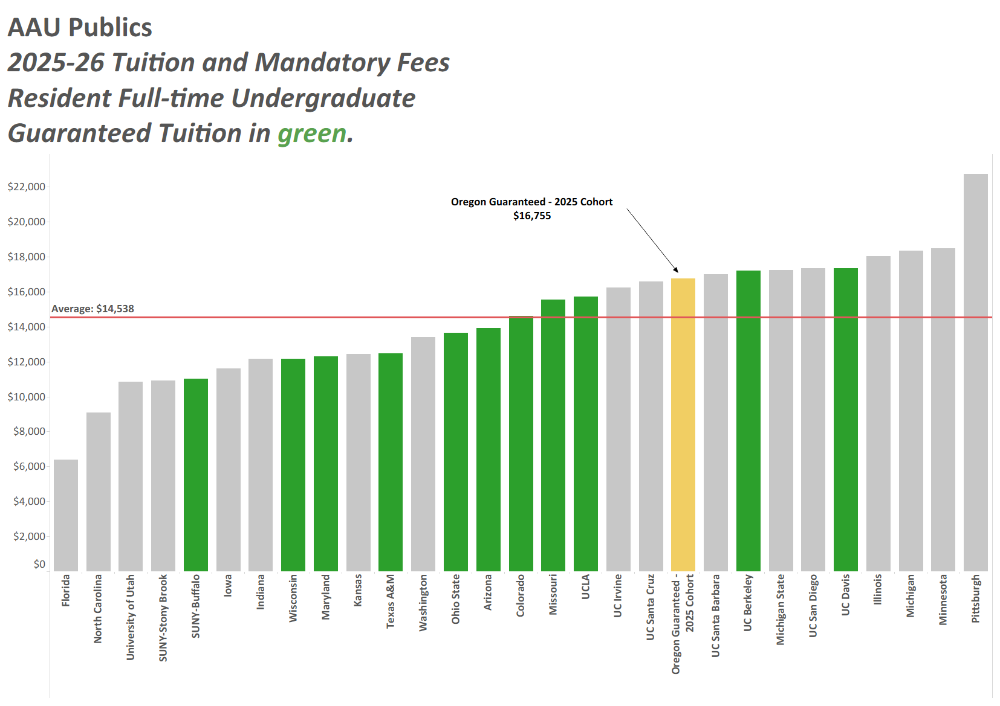 AAU Publics
2025-26 Tuition and Mandatory Fees
Resident Full-time Undergraduate
Guaranteed Tuition in green.
$22,000
$20,000
$18,000
$16,000
$14,000
$12,000
$10,000
$8,000
$6,000
$4,000
$2,000
$0
Oregon Guaranteed - 2025 Cohort
$16,755
Average: $14,538
Florida
North Carolina
University of Utah
SUNY-Stony Brook
SUNY-Buffalo
Iowa
Indiana
Wisconsin
Maryland
Kansas
Texas A&M
Washington
Ohio State
Arizona
Colorado
Missouri
UCLA
UC Irvine
UC Santa Cruz
Oregon Guaranteed -
2025 Cohort
UC Santa Barbara
UC Berkeley
Michigan State
UC San Diego
UC Davis
Illinois
Michigan
Minnesota
Pittsburgh